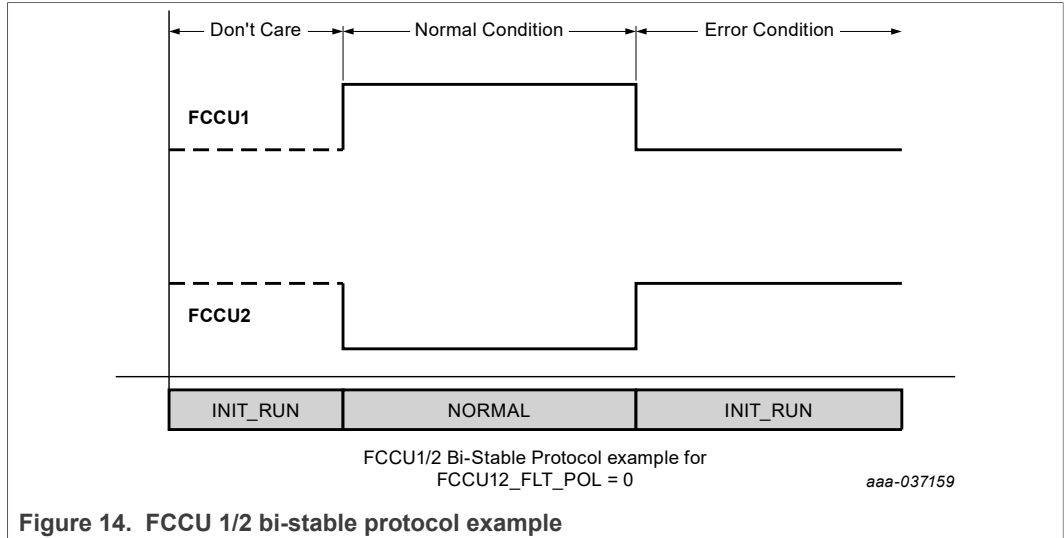 Don't Care Normal Condition Error Condition
FCCU1
FCCU2
INIT_RUN NORMAL INIT_RUN
FCCU1/2 Bi-Stable Protocol example for
FCCU12_FLT_POL = 0
aaa-037159
Figure 14. FCCU 1/2 bi-stable protocol example